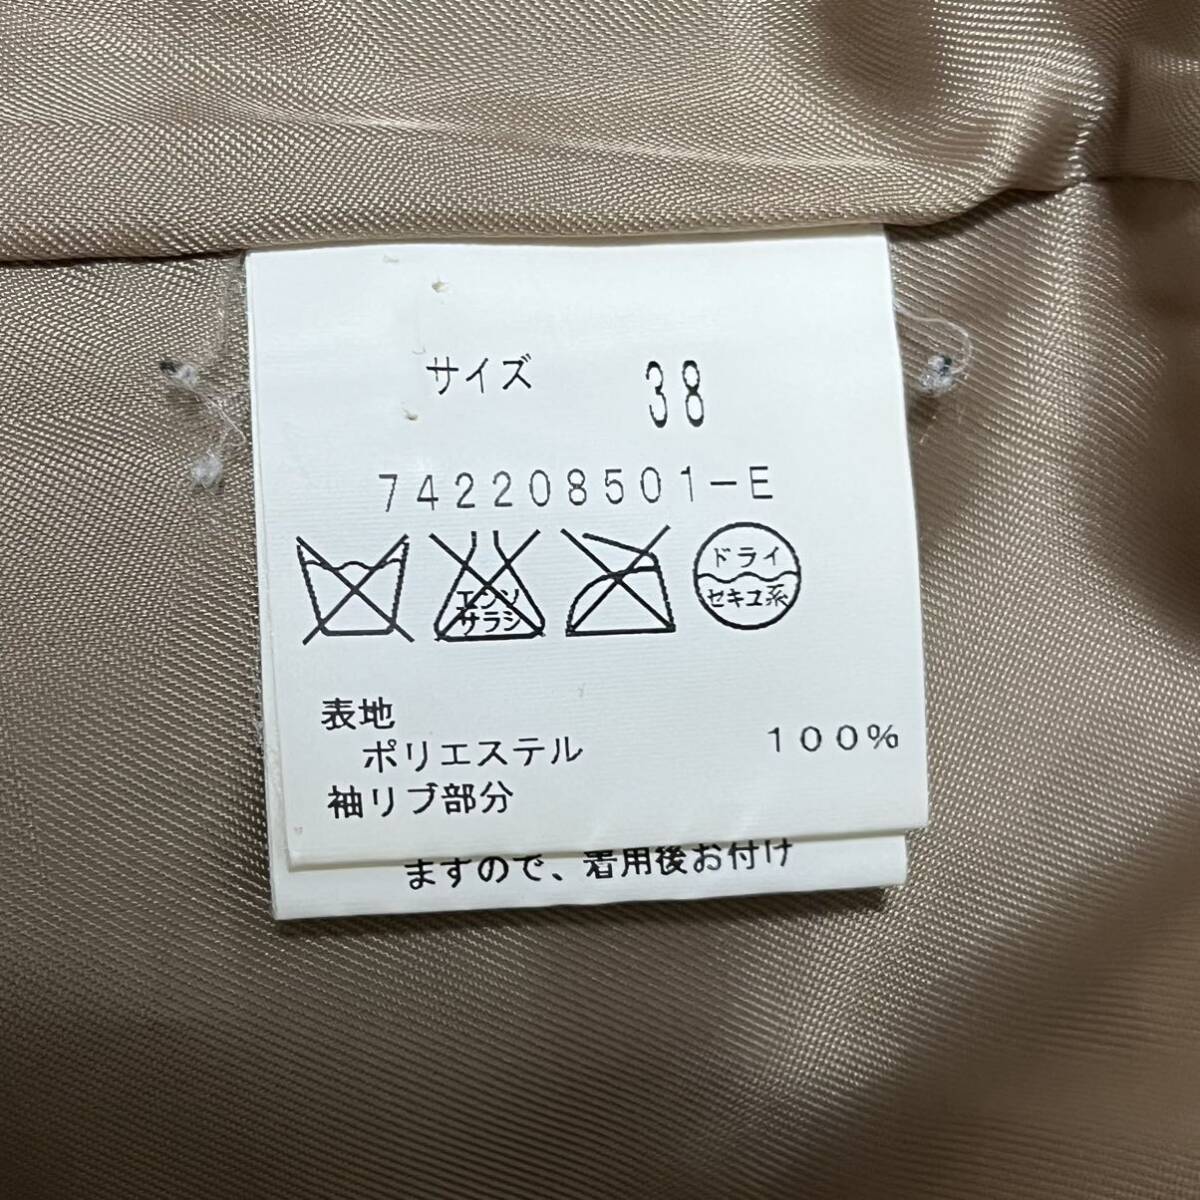 サイズ 38
742208501-E
エンソ
サラシ
ドライ
セキユ系
表地
ポリエステル 100%
袖リブ部分
ますので、着用後お付け